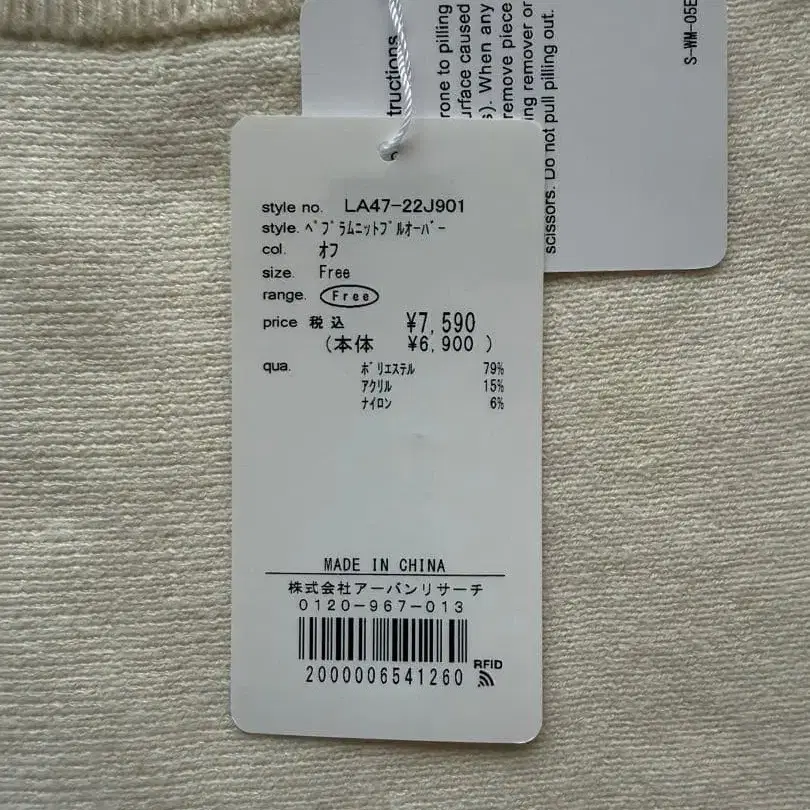 style no. LA47-22J901
style. ﾍﾟﾌﾟﾗﾑﾆｯﾄﾌﾟﾙｵｰﾊﾞｰ
col. ｵﾌ
size. Free
range. Free
price 税込 ¥7,590
(本体 ¥6,900 )
qua. ﾎﾟﾘｴｽﾃﾙ 79%
ｱｸﾘﾙ 15%
ﾅｲﾛﾝ 6%
MADE IN CHINA
株式会社アーバンリサーチ
0120-967-013
RFID
2000006541260
tructions
rone to pilling
urface caused
s). When any
remove piece
ng remover or
scissors. Do not pull pilling out.
S-WM-05E